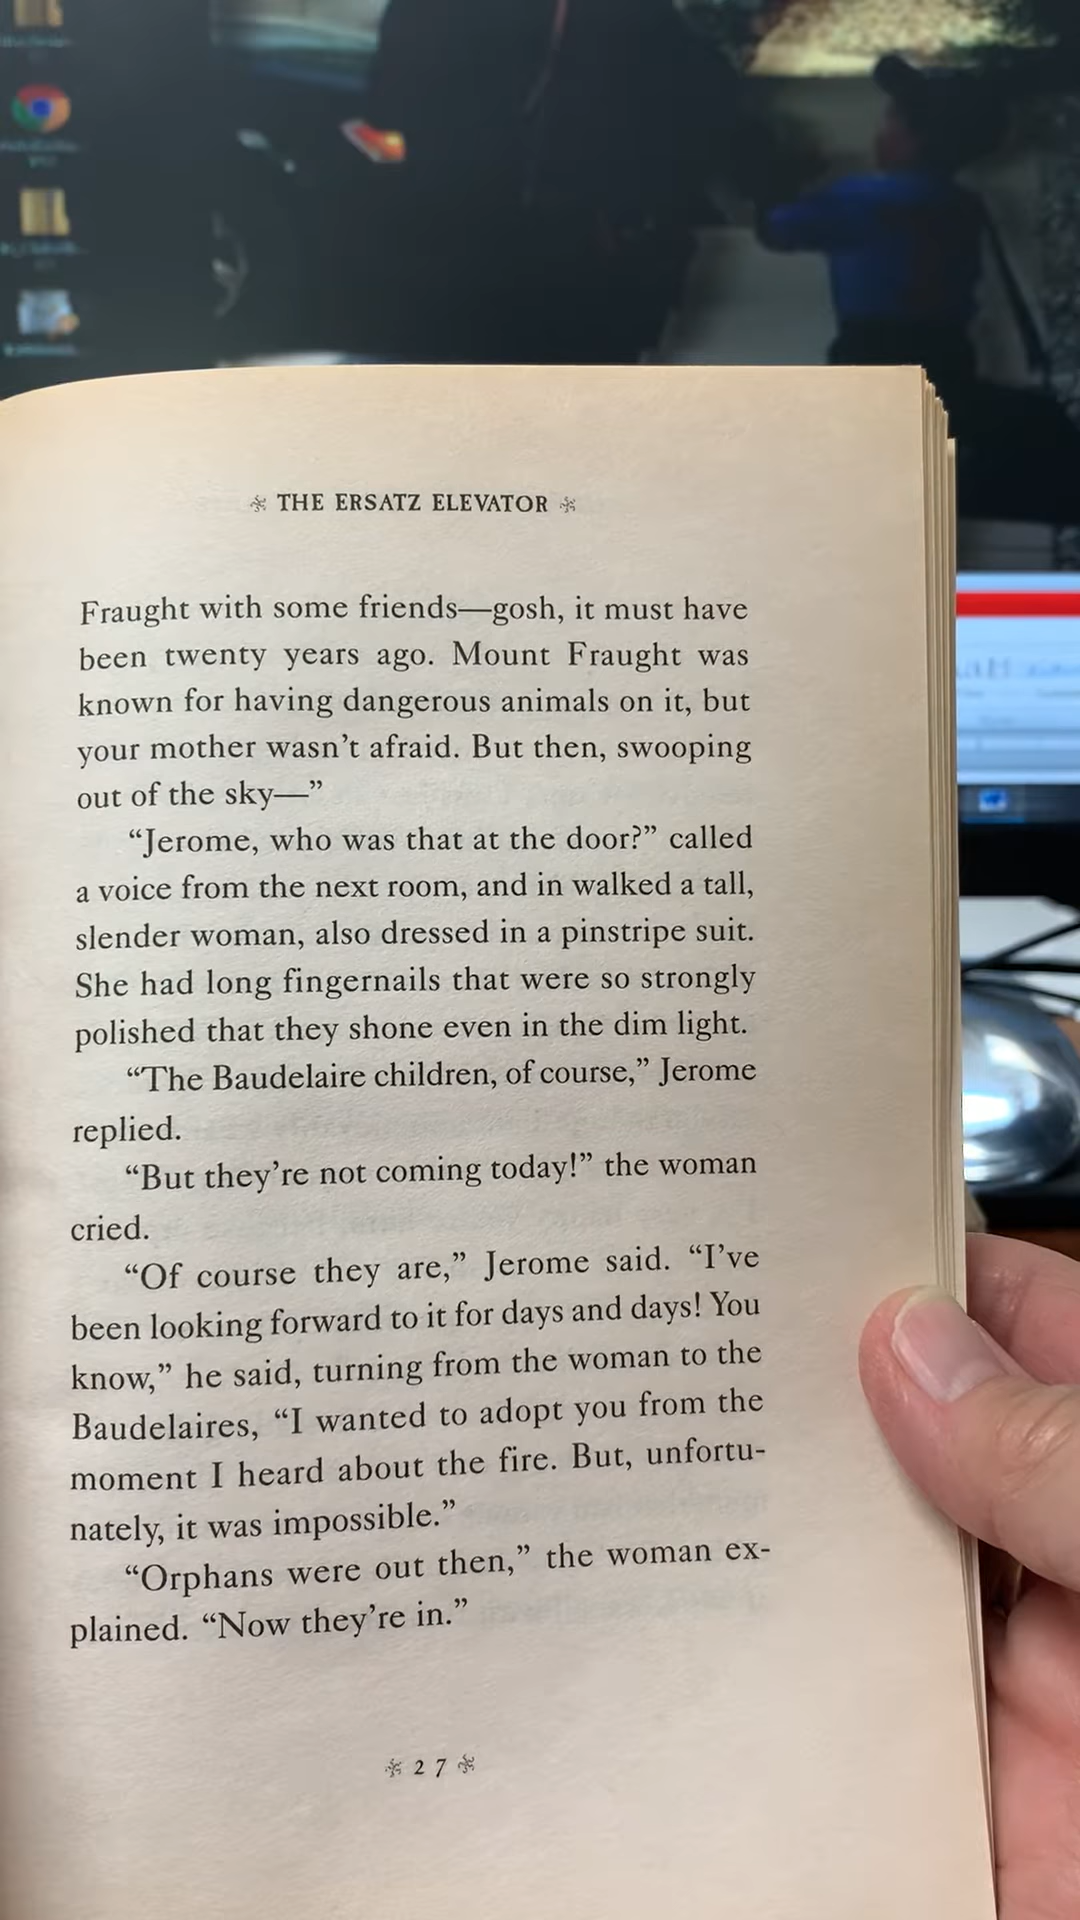 THE ERSATZ ELEVATOR
Fraught with some friends—gosh, it must have
been twenty years ago. Mount Fraught was
known for having dangerous animals on it, but
your mother wasn’t afraid. But then, swooping
out of the sky—”
“Jerome, who was that at the door?” called
a voice from the next room, and in walked a tall,
slender woman, also dressed in a pinstripe suit.
She had long fingernails that were so strongly
polished that they shone even in the dim light.
“The Baudelaire children, of course,” Jerome
replied.
“But they’re not coming today!” the woman
cried.
“Of course they are,” Jerome said. “I’ve
been looking forward to it for days and days! You
know,” he said, turning from the woman to the
Baudelaires, “I wanted to adopt you from the
moment I heard about the fire. But, unfortu-
nately, it was impossible.”
“Orphans were out then,” the woman ex-
plained. “Now they’re in.”
27